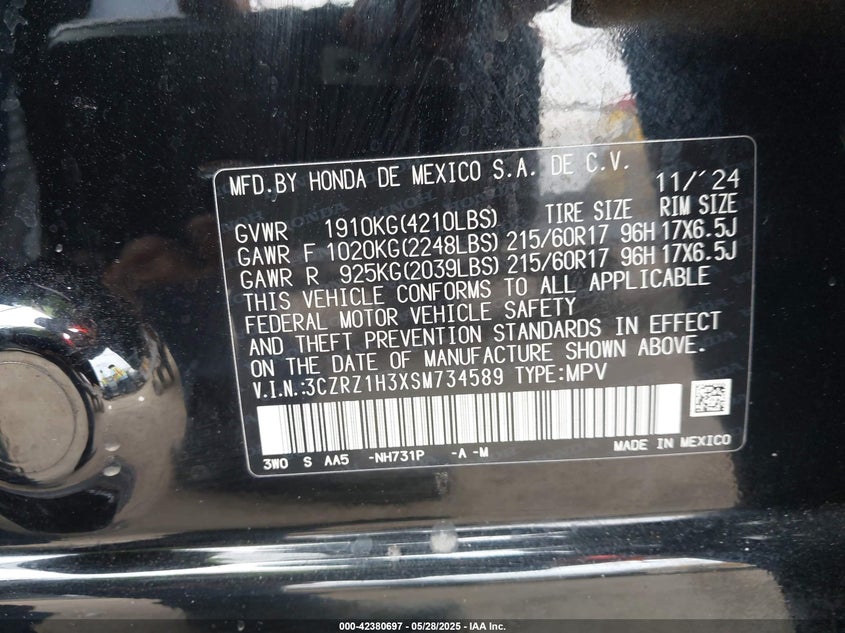 MFD.BY HONDA DE MEXICO S.A. DE C.V. 11/'24
GVWR 1910KG(4210LBS) TIRE SIZE RIM SIZE
GAWR F 1020KG(2248LBS) 215/60R17 96H 17X6.5J
GAWR R 925KG(2039LBS) 215/60R17 96H 17X6.5J
THIS VEHICLE CONFORMS TO ALL APPLICABLE
FEDERAL MOTOR VEHICLE SAFETY
AND THEFT PREVENTION STANDARDS IN EFFECT
ON THE DATE OF MANUFACTURE SHOWN ABOVE.
V.I.N.:3CZRZ1H3XSM734589 TYPE:MPV
3W0 S AA5 -NH731P -A -M MADE IN MEXICO
000-42380697 - 05/28/2025 - IAA Inc.